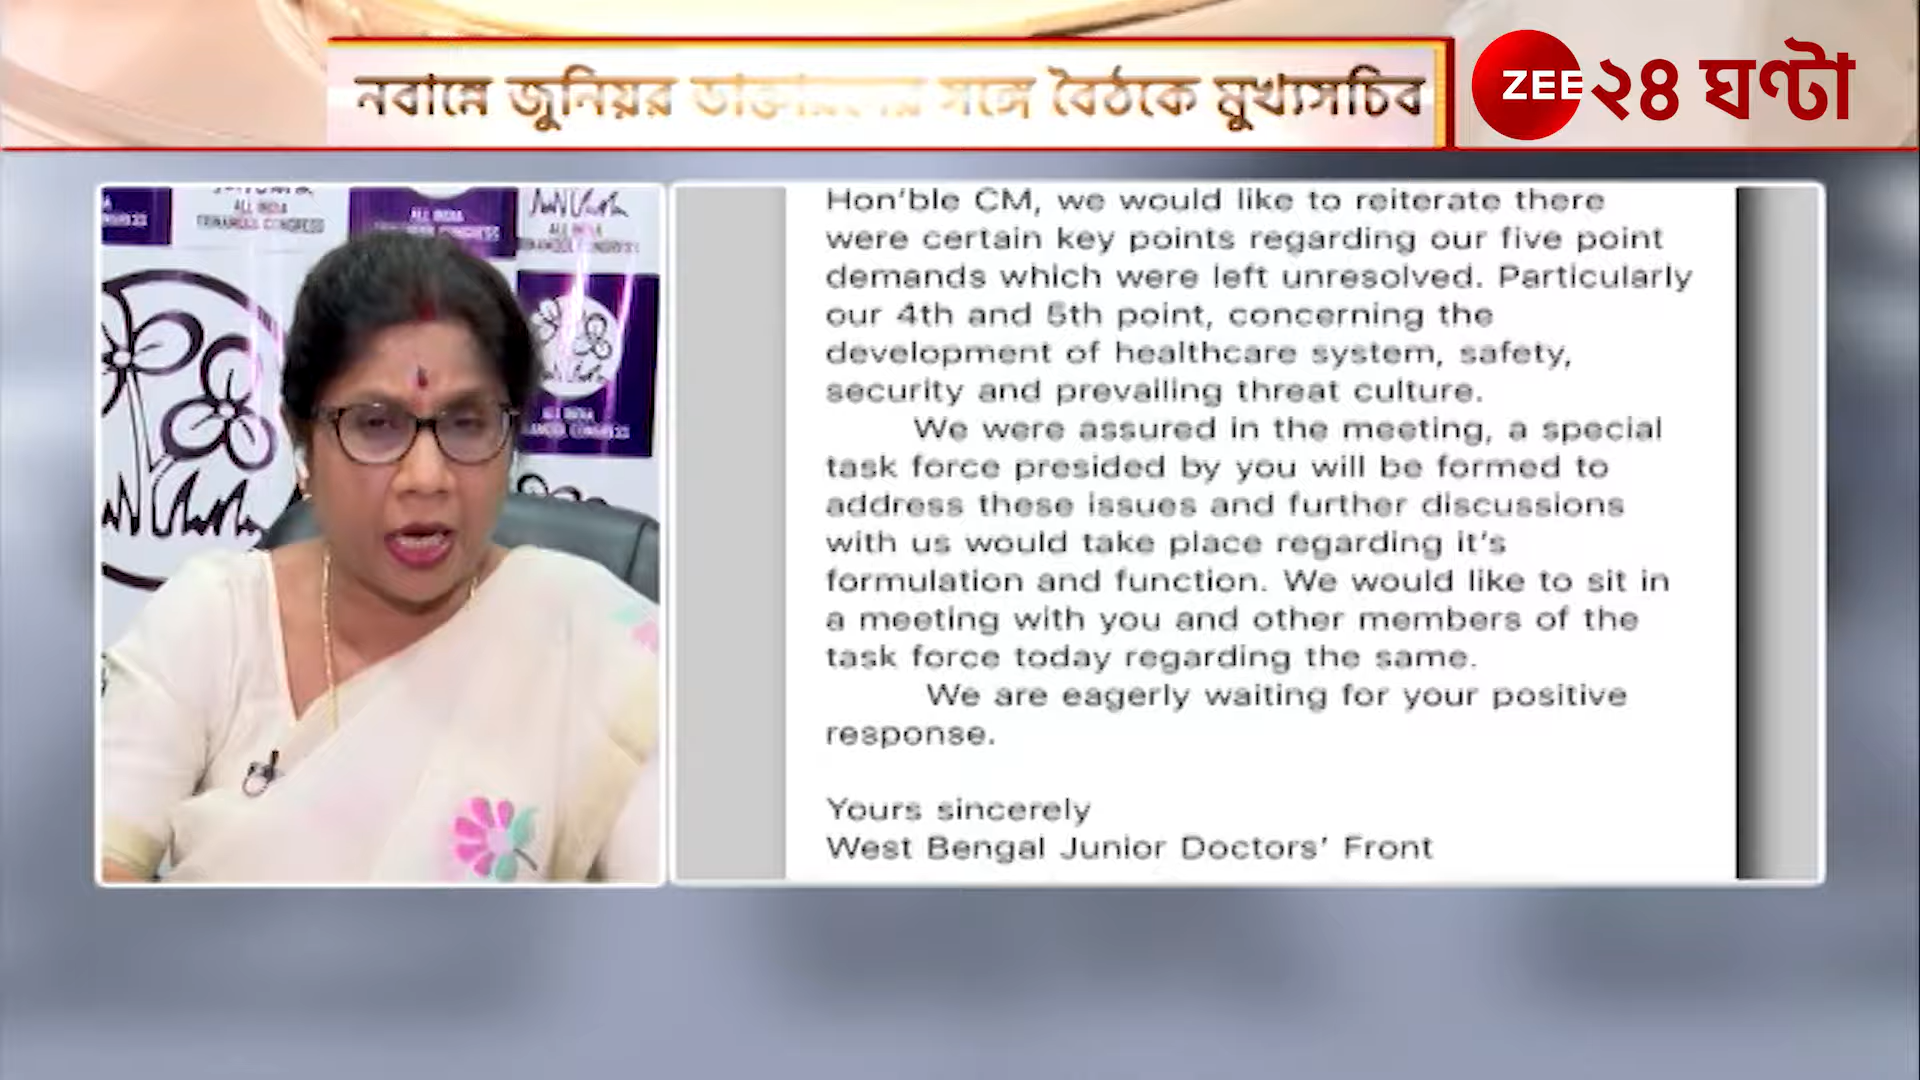 নবান্নে জুনিয়র ডাক্তারদের সঙ্গে বৈঠকে মুখ্যসচিব
ZEE ২৪ ঘণ্টা
ALL INDIA
TRINAMOOL CONGRESS
ALL INDIA
ALL INDIA
ALL INDIA
Hon'ble CM, we would like to reiterate there
were certain key points regarding our five point
demands which were left unresolved. Particularly
our 4th and 5th point, concerning the
development of healthcare system, safety,
security and prevailing threat culture.
We were assured in the meeting, a special
task force presided by you will be formed to
address these issues and further discussions
with us would take place regarding it's
formulation and function. We would like to sit in
a meeting with you and other members of the
task force today regarding the same.
We are eagerly waiting for your positive
response.
Yours sincerely
West Bengal Junior Doctors' Front